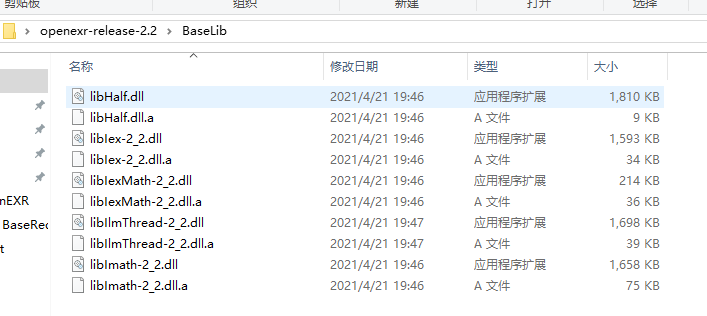 剪贴板 组织 新建 打开 选择
openexr-release-2.2 > BaseLib
名称 修改日期 类型 大小
libHalf.dll 2021/4/21 19:46 应用程序扩展 1,810 KB
libHalf.dll.a 2021/4/21 19:46 A 文件 9 KB
libIex-2_2.dll 2021/4/21 19:46 应用程序扩展 1,593 KB
libIex-2_2.dll.a 2021/4/21 19:46 A 文件 34 KB
libIexMath-2_2.dll 2021/4/21 19:46 应用程序扩展 214 KB
libIexMath-2_2.dll.a 2021/4/21 19:46 A 文件 36 KB
nEXR
BaseRec
libIlmThread-2_2.dll 2021/4/21 19:47 应用程序扩展 1,698 KB
libIlmThread-2_2.dll.a 2021/4/21 19:47 A 文件 39 KB
t
libImath-2_2.dll 2021/4/21 19:46 应用程序扩展 1,658 KB
libImath-2_2.dll.a 2021/4/21 19:46 A 文件 75 KB